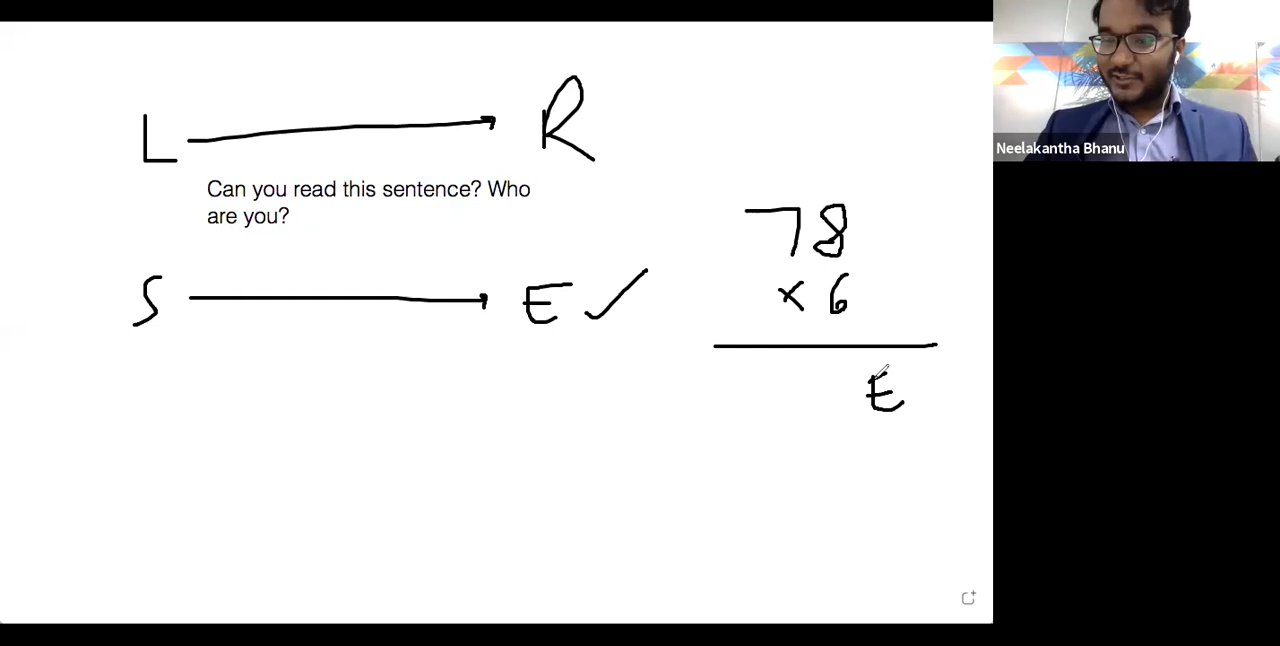 L → R
Can you read this sentence? Who
are you?
S → E ✓
78
× 6
E
Neelakantha Bhanu